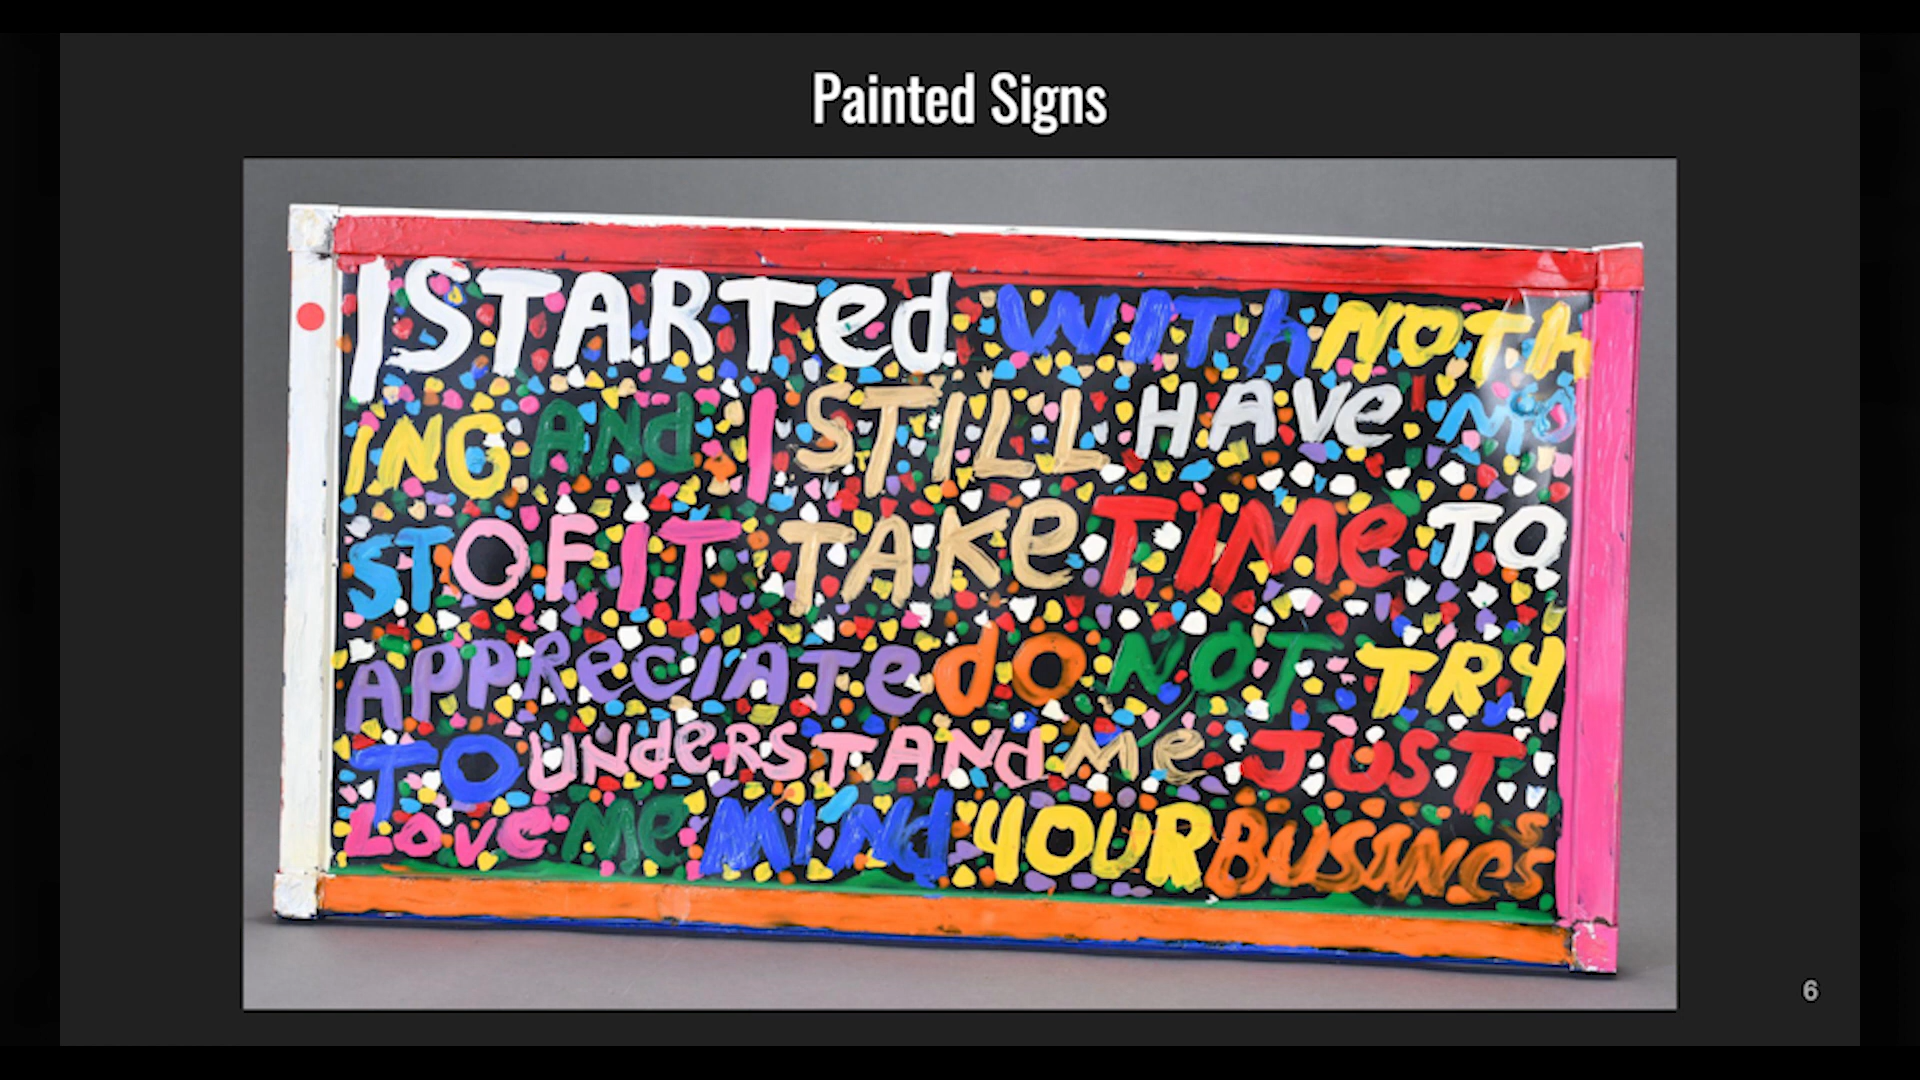 Painted Signs
I STARTed WITh NOTh
ING ANd I STILL HAVe MO
ST OF IT TAKe TIMe TO
APPReCIATe do NOT TRY
TO UNdeRSTANd Me JUST
LOVe Me MINd YOUR BUSINeS
6